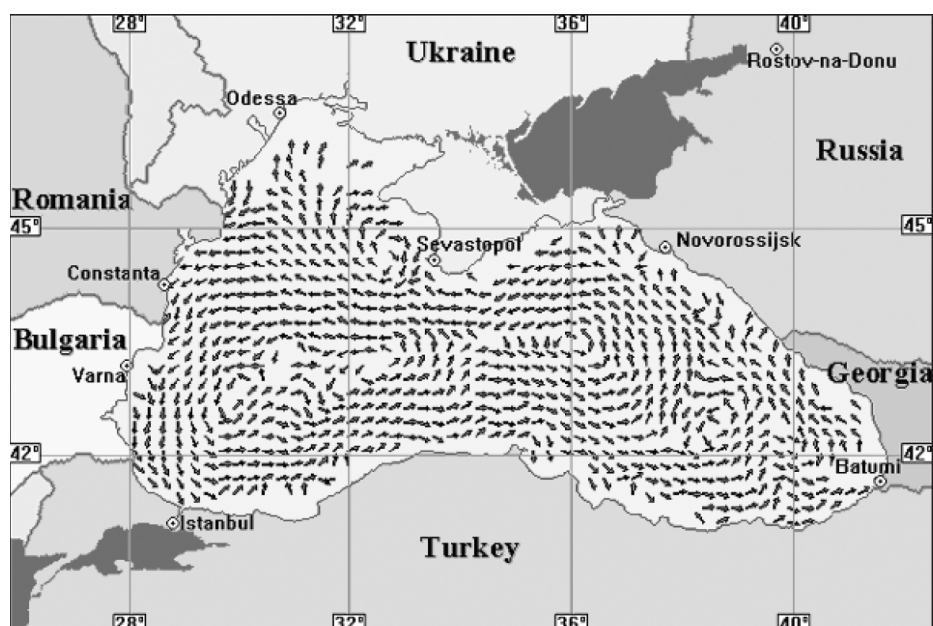 28° 32° 36° 40°
Ukraine
Rostov-na-Donu
Odessa
Russia
Romania
45° 45°
Sevastopol Novorossijsk
Constanta
Bulgaria
Varna
Georgia
42° 42°
Batumi
Istanbul
Turkey
28° 32° 36° 40°